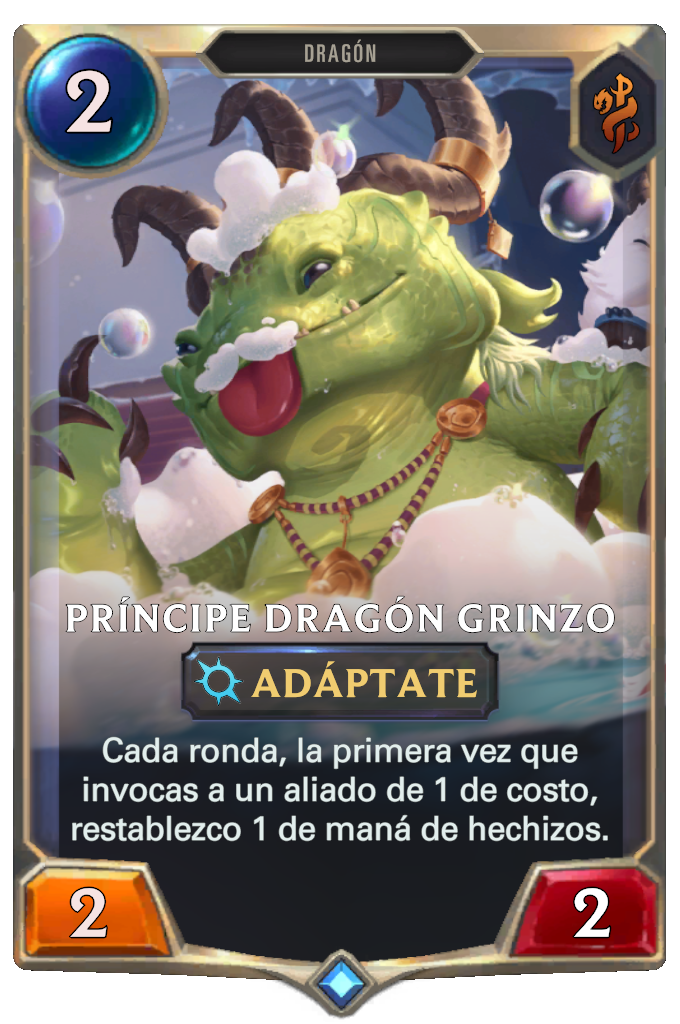 2
DRAGÓN
PRÍNCIPE DRAGÓN GRINZO
ADÁPTATE
Cada ronda, la primera vez que
invocas a un aliado de 1 de costo,
restablezco 1 de maná de hechizos.
2
2